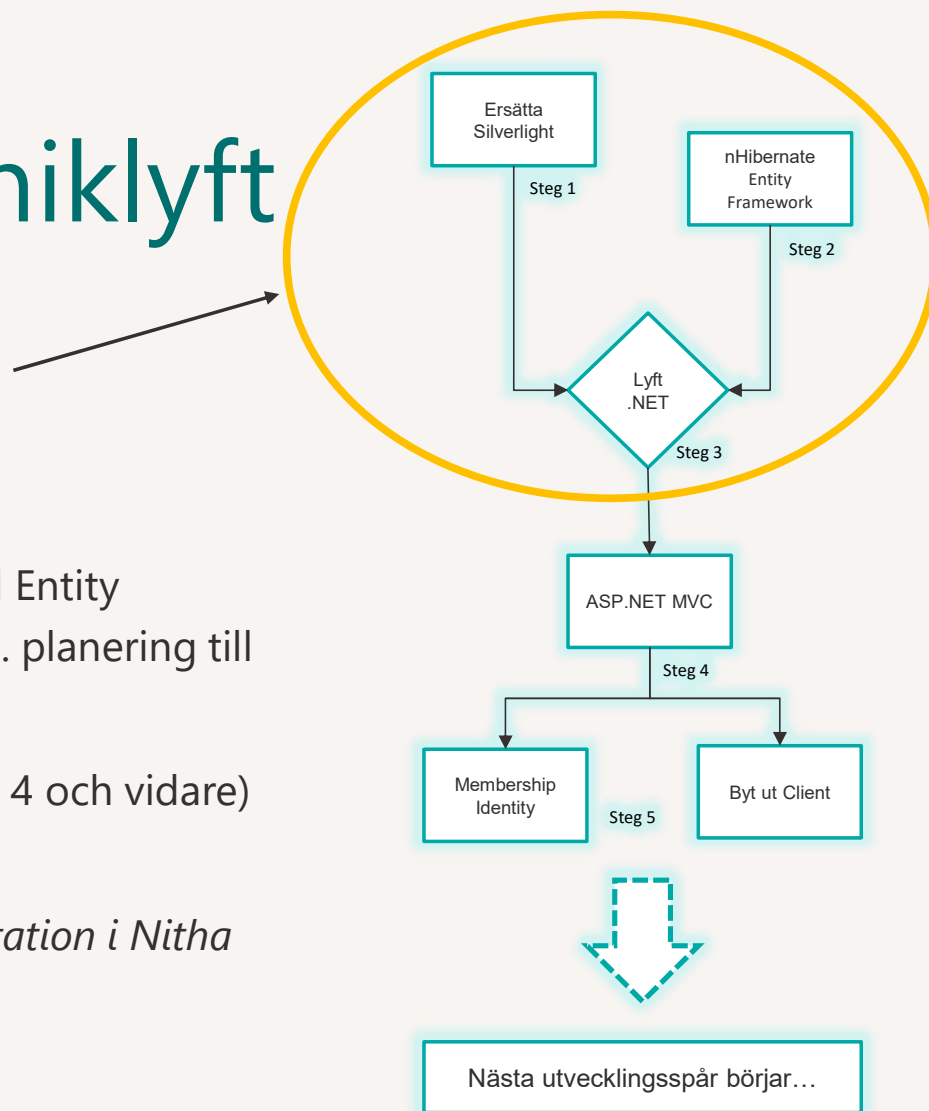 niklyft
Entity
. planering till
4 och vidare)
ration i Nitha
Ersätta
Silverlight
Steg 1
nHibernate
Entity
Framework
Steg 2
Lyft
.NET
Steg 3
ASP.NET MVC
Steg 4
Membership
Identity
Steg 5
Byt ut Client
Nästa utvecklingsspår börjar…